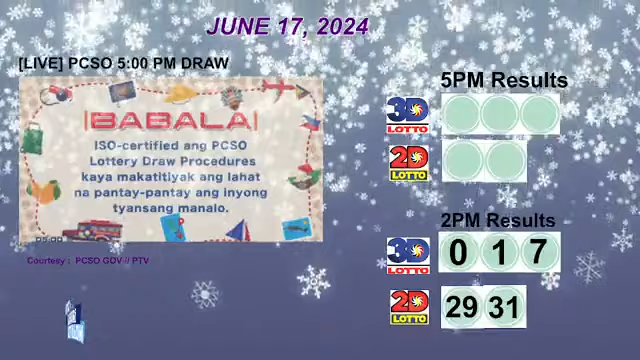 JUNE 17, 2024
[LIVE] PCSO 5:00 PM DRAW
BABALA
ISO-certified ang PCSO
Lottery Draw Procedures
kaya makatitiyak ang lahat
na pantay-pantay ang inyong
tyansang manalo.
Courtesy : PCSO GOV // PTV
5PM Results
3D
LOTTO
2D
LOTTO
2PM Results
3D
LOTTO
0 1 7
2D
LOTTO
29 31